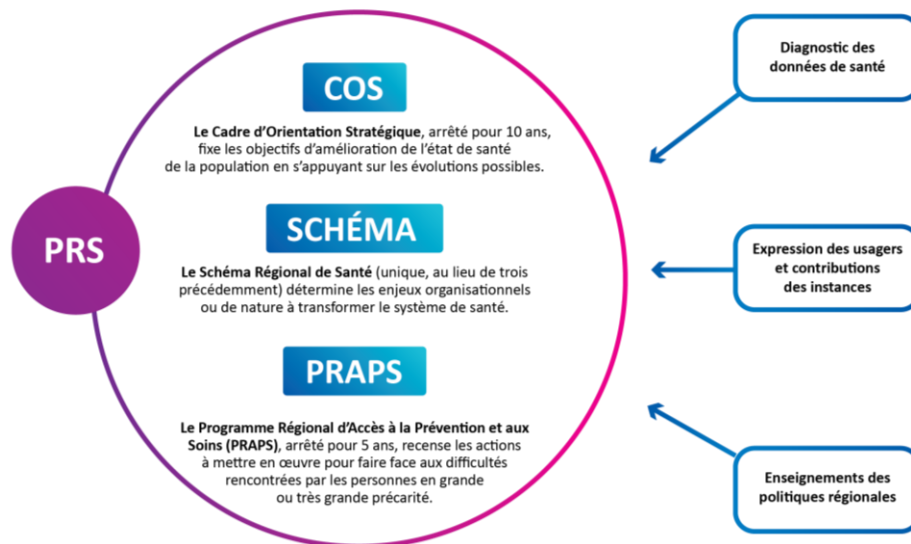 COS
Le Cadre d'Orientation Stratégique, arrêté pour 10 ans,
fixe les objectifs d'amélioration de l'état de santé
de la population en s'appuyant sur les évolutions possibles.
PRS
SCHÉMA
Le Schéma Régional de Santé (unique, au lieu de trois
précédemment) détermine les enjeux organisationnels
ou de nature à transformer le système de santé.
PRAPS
Le Programme Régional d'Accès à la Prévention et aux
Soins (PRAPS), arrêté pour 5 ans, recense les actions
à mettre en œuvre pour faire face aux difficultés
rencontrées par les personnes en grande
ou très grande précarité.
Diagnostic des
données de santé
Expression des usagers
et contributions
des instances
Enseignements des
politiques régionales